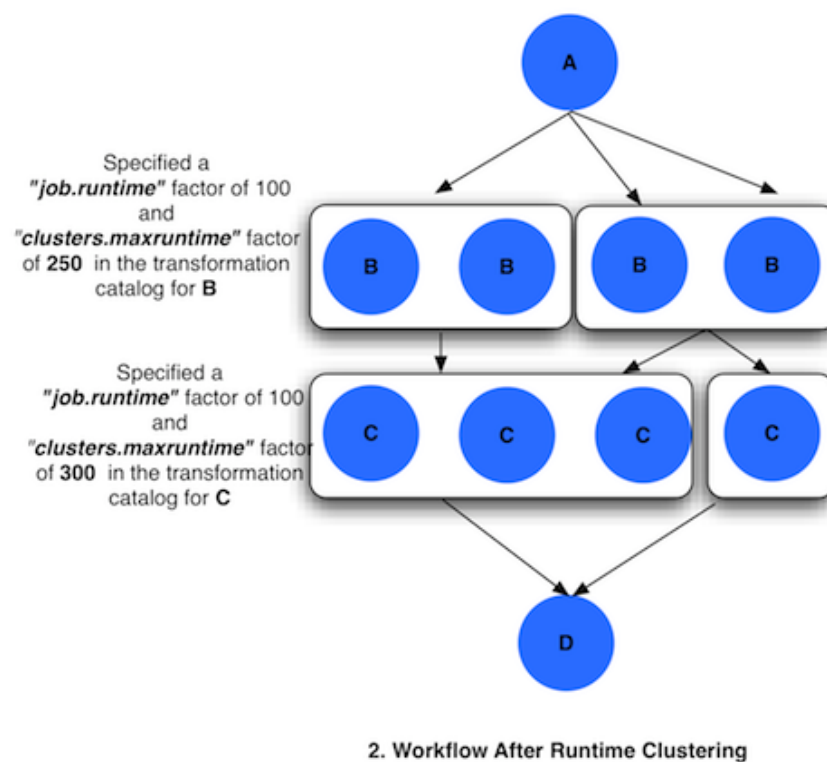 A
Specified a
"job.runtime" factor of 100
and
"clusters.maxruntime" factor
of 250 in the transformation
catalog for B
B B B B
Specified a
"job.runtime" factor of 100
and
"clusters.maxruntime" factor
of 300 in the transformation
catalog for C
C C C C
D
2. Workflow After Runtime Clustering